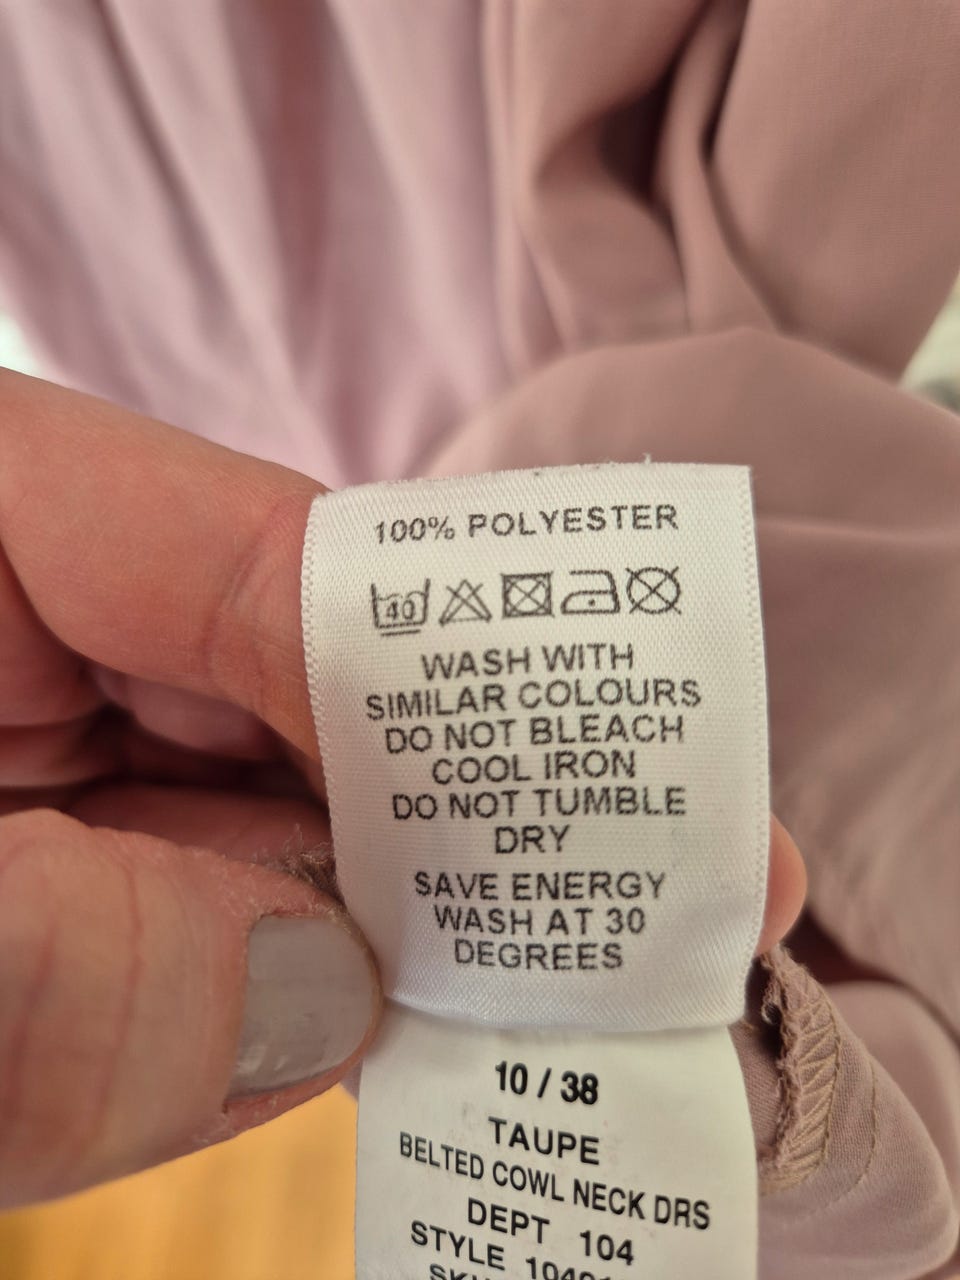 100% POLYESTER
40
WASH WITH
SIMILAR COLOURS
DO NOT BLEACH
COOL IRON
DO NOT TUMBLE
DRY
SAVE ENERGY
WASH AT 30
DEGREES
10 / 38
TAUPE
BELTED COWL NECK DRS
DEPT 104
STYLE